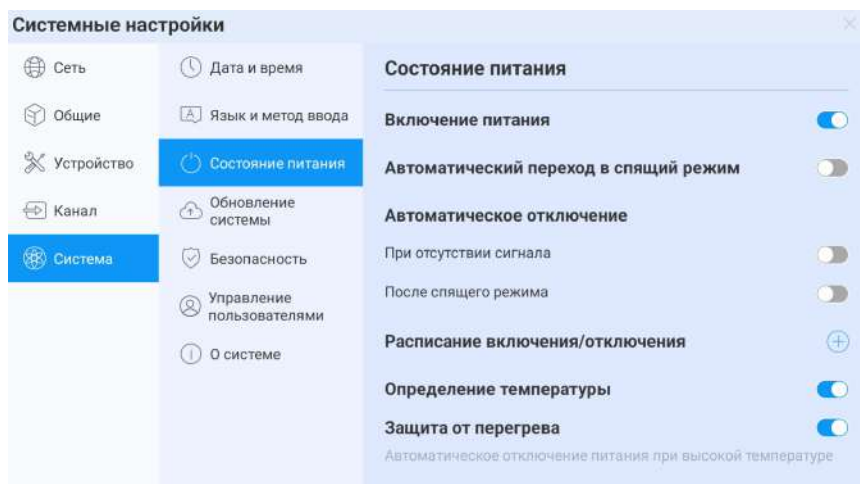 Системные настройки
Сеть
Общие
Устройство
Канал
Система
Дата и время
Язык и метод ввода
Состояние питания
Обновление
системы
Безопасность
Управление
пользователями
О системе
Состояние питания
Включение питания
Автоматический переход в спящий режим
Автоматическое отключение
При отсутствии сигнала
После спящего режима
Расписание включения/отключения
Определение температуры
Защита от перегрева
Автоматическое отключение питания при высокой температуре